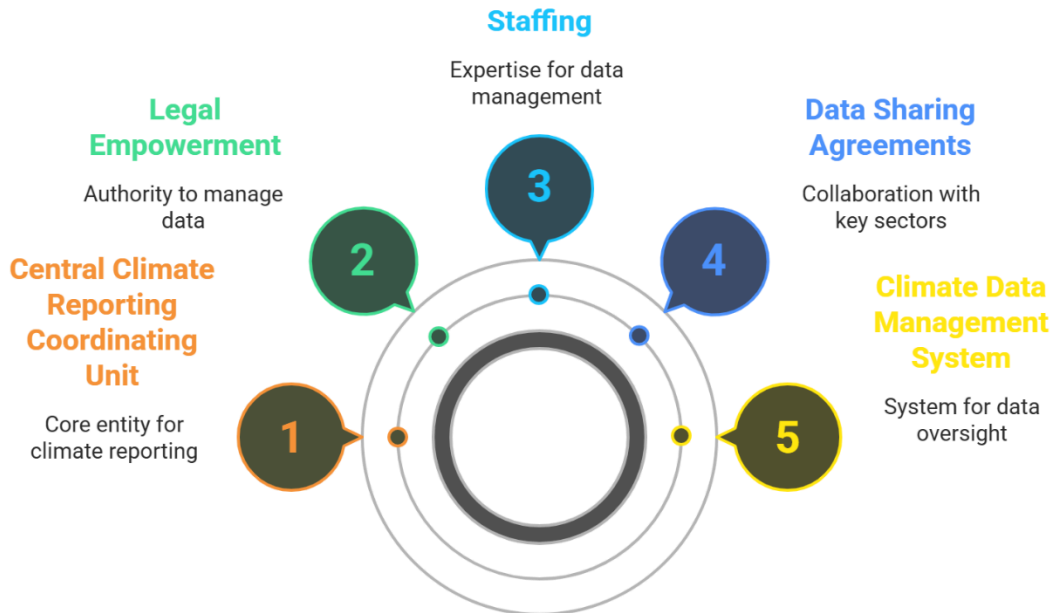 Staffing
Expertise for data
management
Legal
Empowerment
Authority to manage
data
Data Sharing
Agreements
Collaboration with
key sectors
Central Climate
Reporting
Coordinating
Unit
Core entity for
climate reporting
Climate Data
Management
System
System for data
oversight
1
2
3
4
5